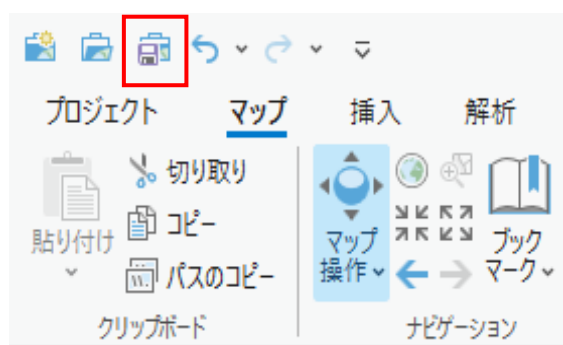 プロジェクト マップ 挿入 解析
切り取り
コピー
パスのコピー
貼り付け
マップ
操作
ブック
マーク
クリップボード
ナビゲーション